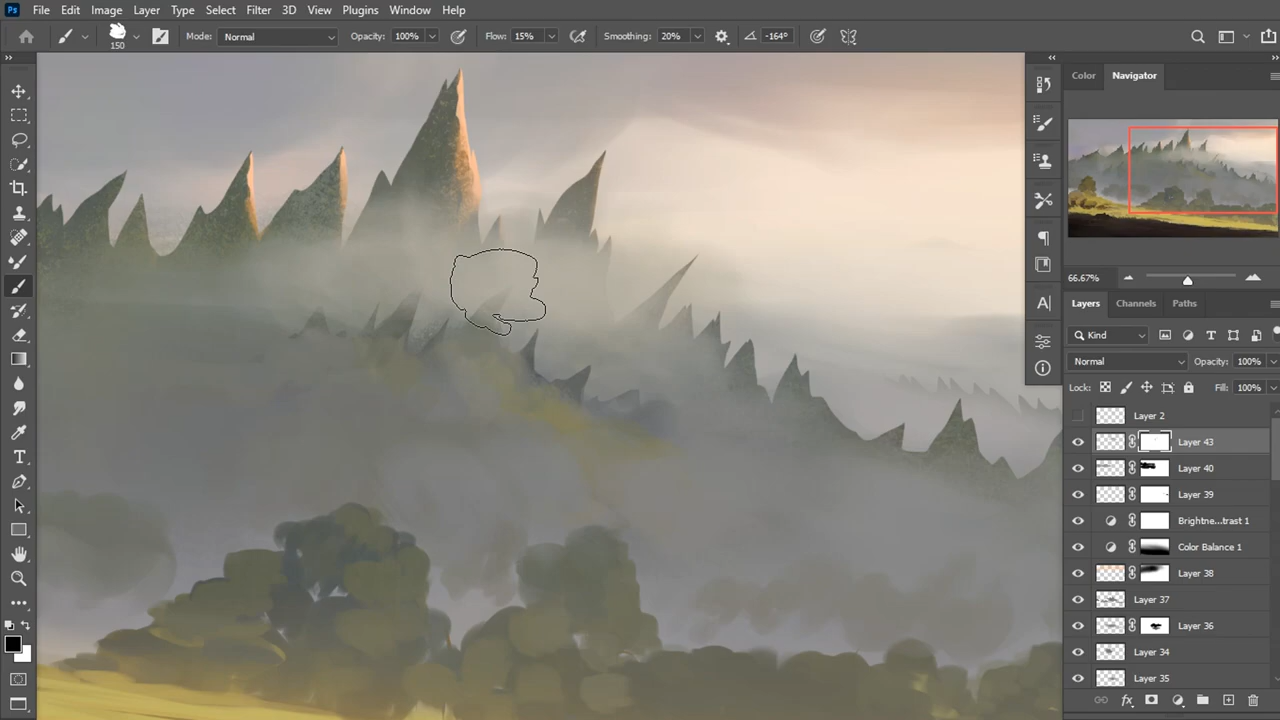 Ps File Edit Image Layer Type Select Filter 3D View Plugins Window Help
150 Mode: Normal Opacity: 100% Flow: 15% Smoothing: 20% -164°
Color Navigator
66.67%
Layers Channels Paths
Kind
Normal Opacity: 100%
Lock: Fill: 100%
Layer 2
Layer 43
Layer 40
Layer 39
Brightne...trast 1
Color Balance 1
Layer 38
Layer 37
Layer 36
Layer 34
Layer 35